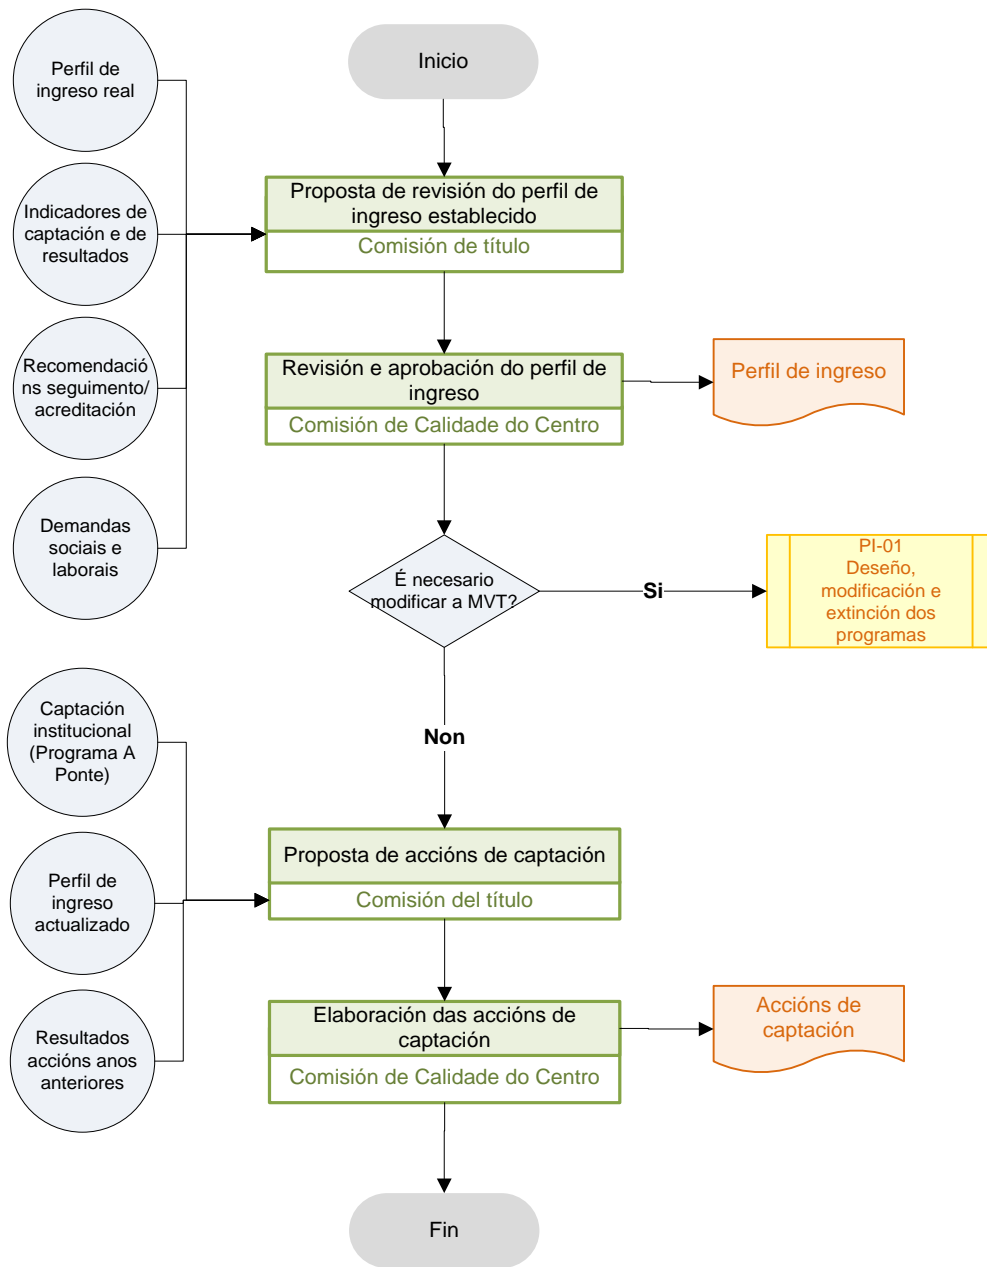 Inicio
Perfil de
ingreso real
Indicadores de
captación e de
resultados
Recomendació
ns seguimento/
acreditación
Demandas
sociais e
laborais
Proposta de revisión do perfil de
ingreso establecido
Comisión de título
Revisión e aprobación do perfil de
ingreso
Comisión de Calidade do Centro
Perfil de ingreso
É necesario
modificar a MVT?
Si
PI-01
Deseño,
modificación e
extinción dos
programas
Non
Captación
institucional
(Programa A
Ponte)
Perfil de
ingreso
actualizado
Resultados
accións anos
anteriores
Proposta de accións de captación
Comisión del título
Elaboración das accións de
captación
Comisión de Calidade do Centro
Accións de
captación
Fin